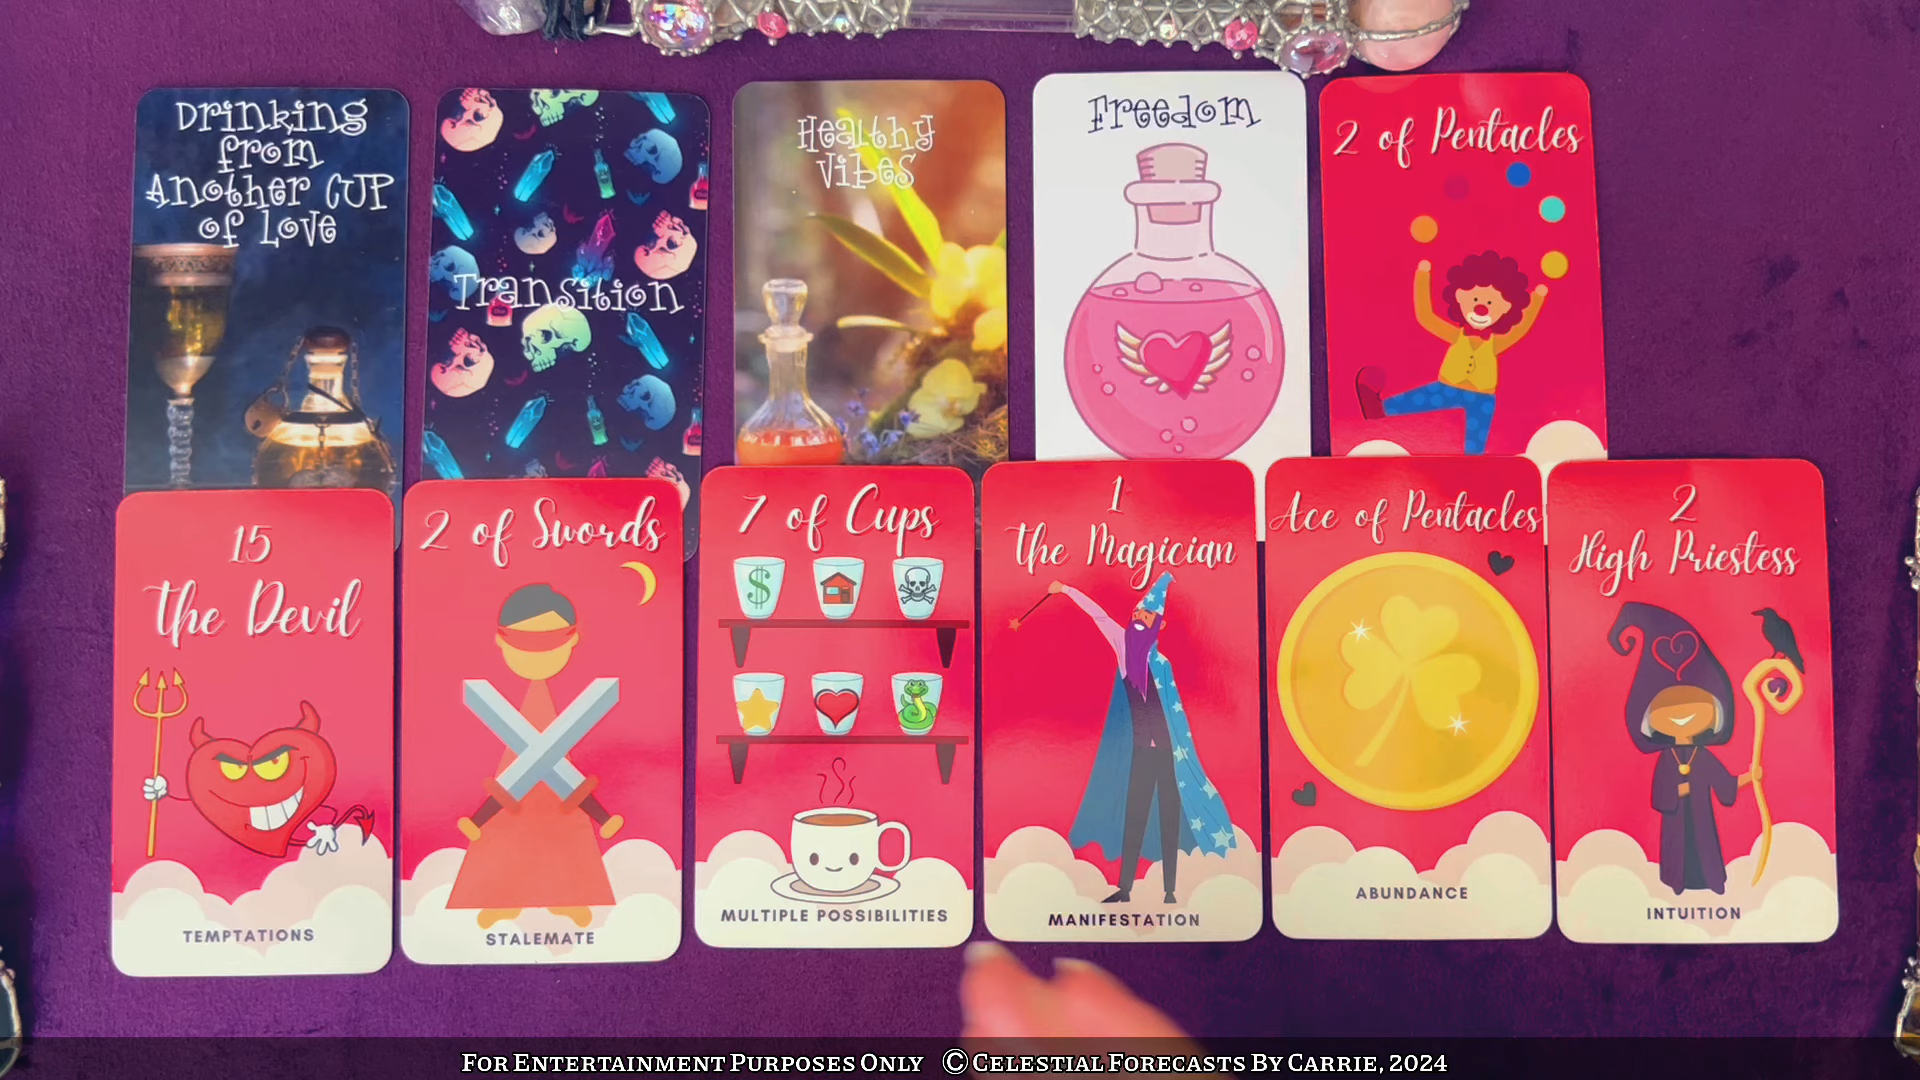 Drinking
from
Another CUP
of Love
Transition
Healthy
Vibes
Freedom
2 of Pentacles
15
The Devil
TEMPTATIONS
2 of Swords
STALEMATE
7 of Cups
$
MULTIPLE POSSIBILITIES
1
The Magician
MANIFESTATION
Ace of Pentacles
ABUNDANCE
2
High Priestess
INTUITION
For Entertainment Purposes Only © Celestial Forecasts By Carrie, 2024